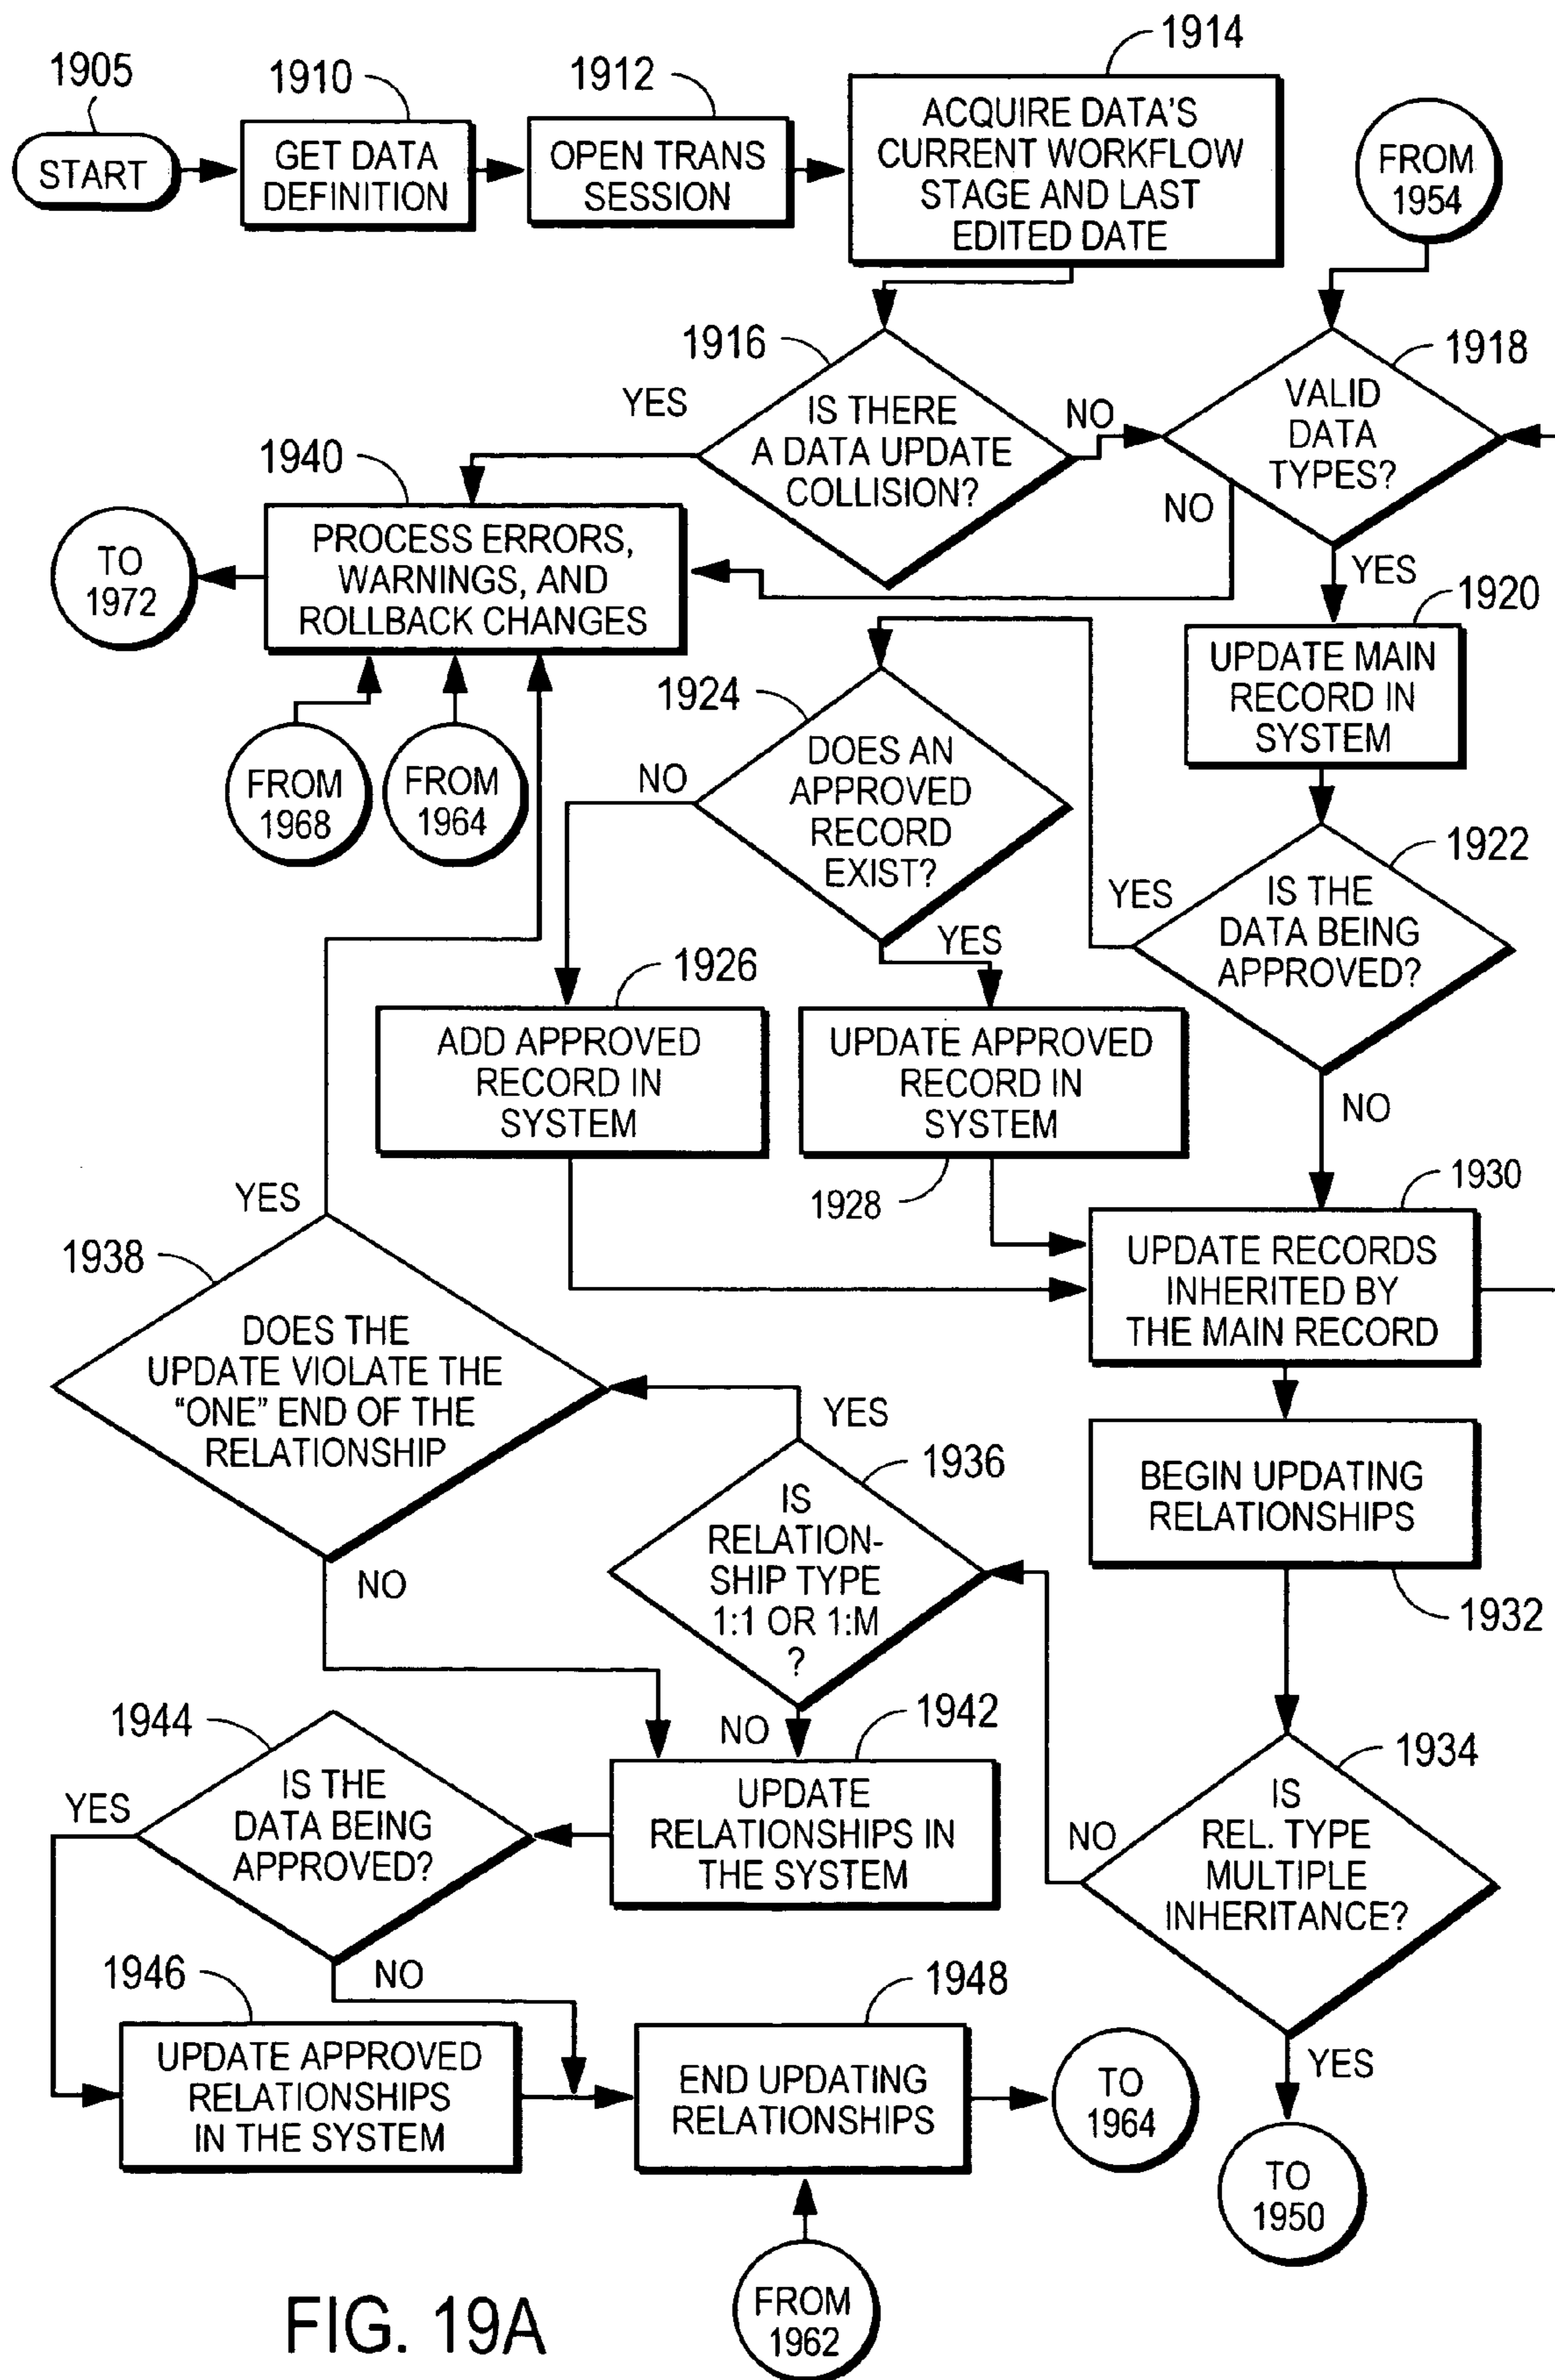 1905
START
1910
GET DATA
DEFINITION
1912
OPEN TRANS
SESSION
1914
ACQUIRE DATA'S
CURRENT WORKFLOW
STAGE AND LAST
EDITED DATE
FROM
1954
1916
YES
IS THERE
A DATA UPDATE
COLLISION?
NO
1918
VALID
DATA
TYPES?
NO
YES
1940
PROCESS ERRORS,
WARNINGS, AND
ROLLBACK CHANGES
TO
1972
FROM
1968
FROM
1964
1920
UPDATE MAIN
RECORD IN
SYSTEM
1924
NO
DOES AN
APPROVED
RECORD
EXIST?
YES
1922
YES
IS THE
DATA BEING
APPROVED?
NO
1926
ADD APPROVED
RECORD IN
SYSTEM
UPDATE APPROVED
RECORD IN
SYSTEM
1928
1930
UPDATE RECORDS
INHERITED BY
THE MAIN RECORD
YES
1938
DOES THE
UPDATE VIOLATE THE
“ONE” END OF THE
RELATIONSHIP
NO
YES
1936
IS
RELATION-
SHIP TYPE
1:1 OR 1:M
?
NO
BEGIN UPDATING
RELATIONSHIPS
1932
1934
IS
REL. TYPE
MULTIPLE
INHERITANCE?
NO
YES
1942
UPDATE
RELATIONSHIPS IN
THE SYSTEM
1944
YES
IS THE
DATA BEING
APPROVED?
NO
1946
UPDATE APPROVED
RELATIONSHIPS
IN THE SYSTEM
1948
END UPDATING
RELATIONSHIPS
TO
1964
TO
1950
FROM
1962
FIG. 19A